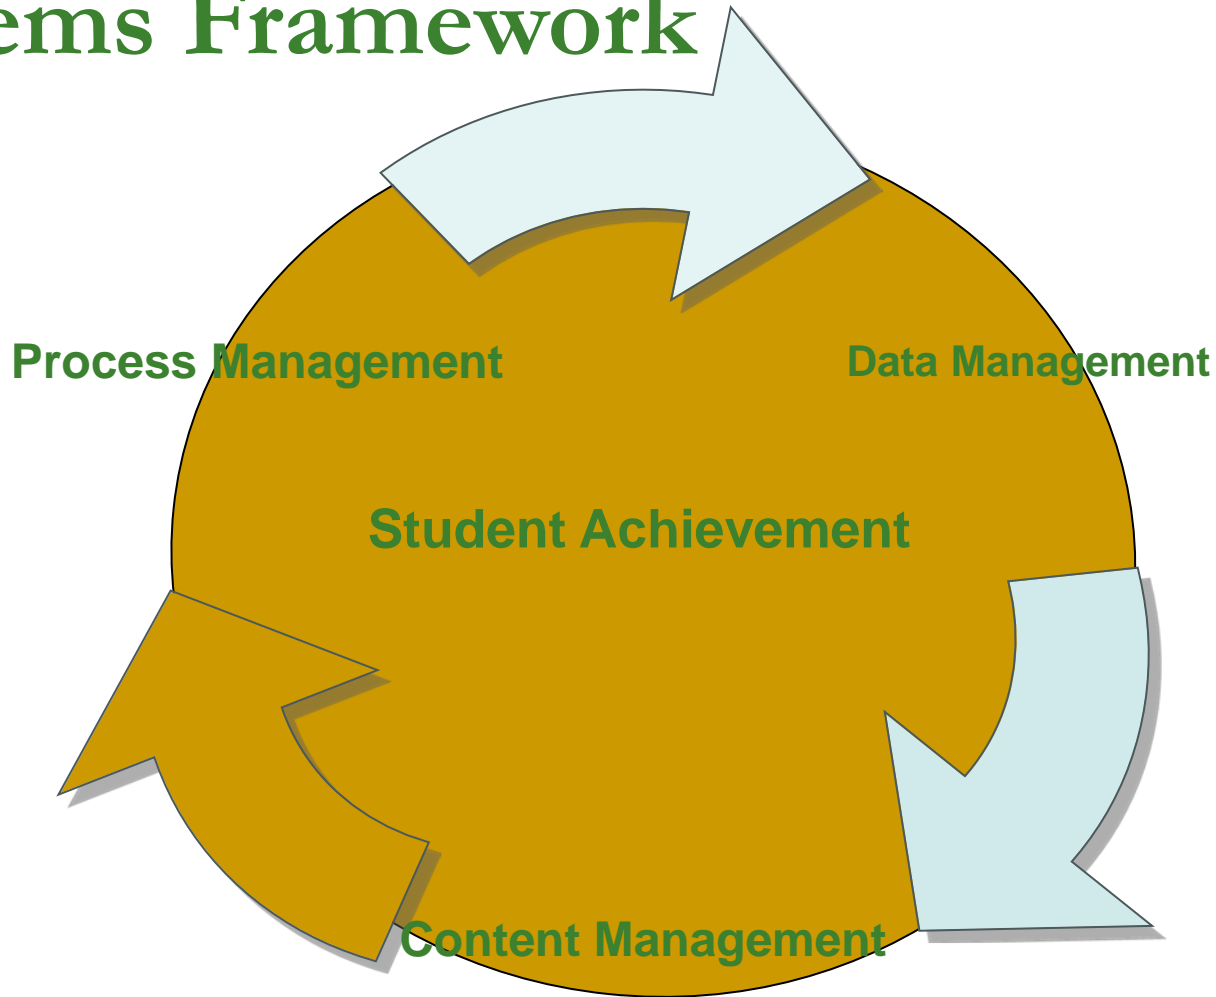 ems Framework
Process Management
Data Management
Student Achievement
Content Management